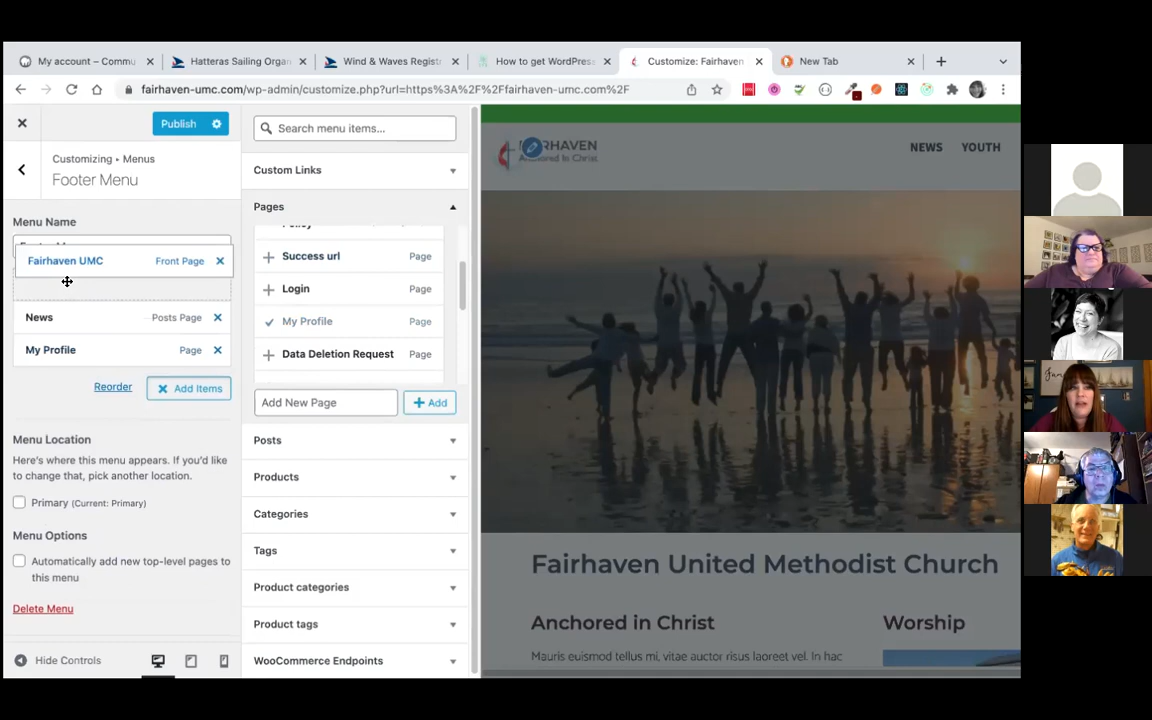 My account – Commu
Hatteras Sailing Organ
Wind & Waves Registr
How to get WordPress
Customize: Fairhaven
New Tab
fairhaven-umc.com/wp-admin/customize.php?url=https%3A%2F%2Ffairhaven-umc.com%2F
Publish
Customizing ▸ Menus
Footer Menu
Menu Name
Fairhaven UMC Front Page
News Posts Page
My Profile Page
Reorder
Add Items
Menu Location
Here's where this menu appears. If you'd like
to change that, pick another location.
Primary (Current: Primary)
Menu Options
Automatically add new top-level pages to
this menu
Delete Menu
Hide Controls
Search menu items...
Custom Links
Pages
Success url Page
Login Page
My Profile Page
Data Deletion Request Page
Add New Page
+ Add
Posts
Products
Categories
Tags
Product categories
Product tags
WooCommerce Endpoints
Anchored In Christ
NEWS YOUTH
Fairhaven United Methodist Church
Anchored in Christ
Mauris euismod tellus mi, vitae auctor risus laoreet vel. In hac
Worship